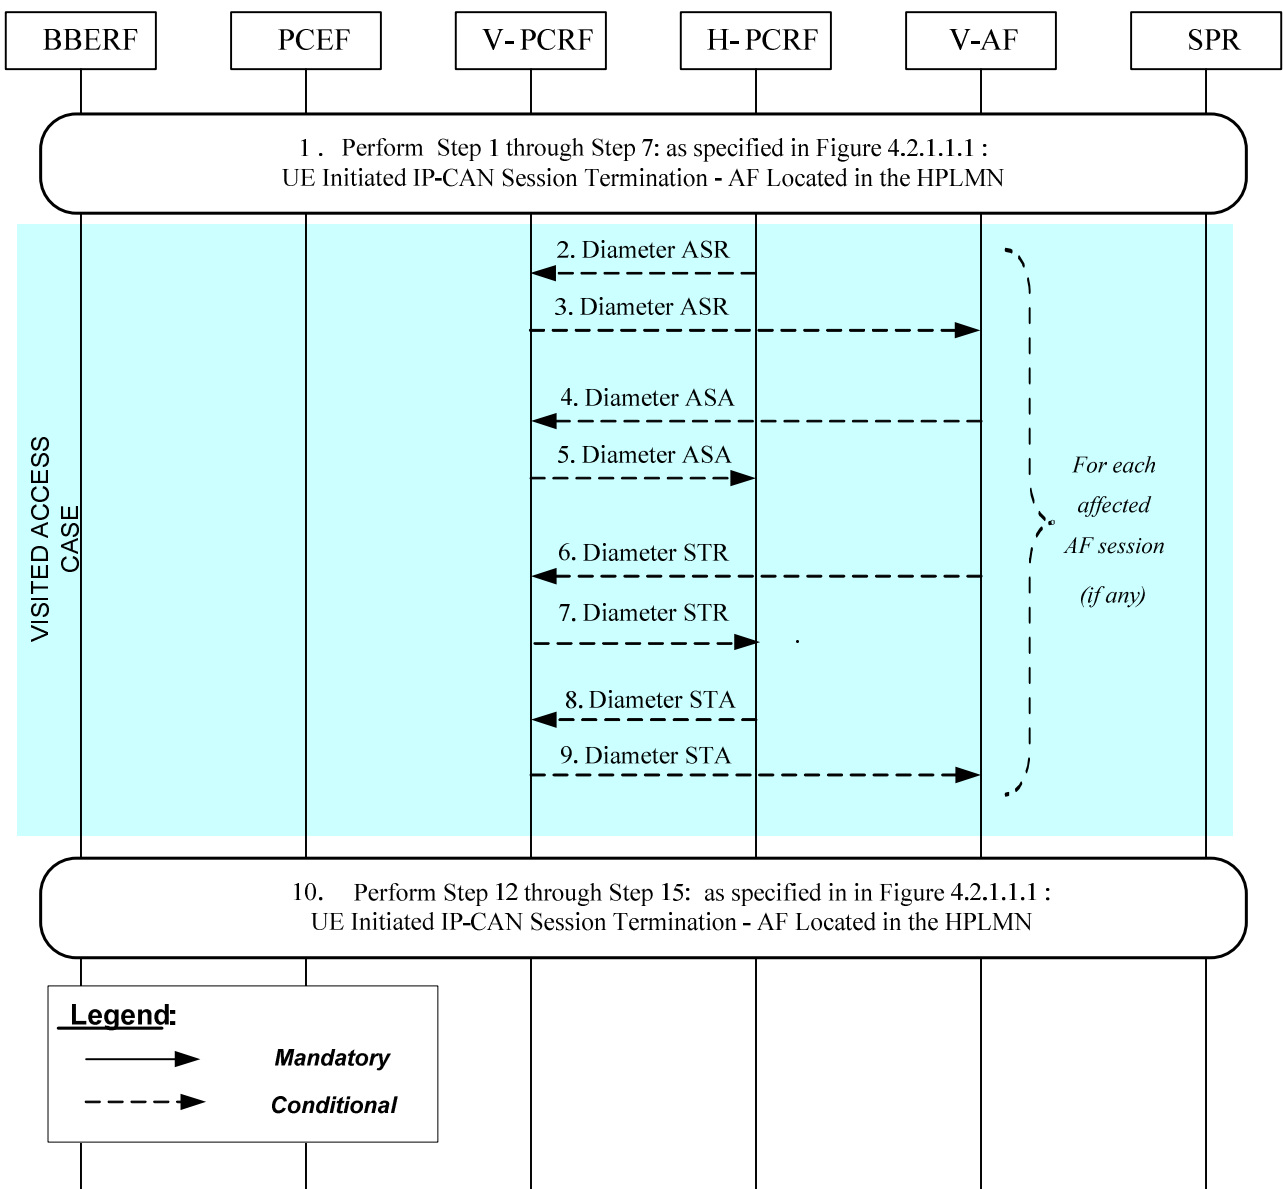 BBERF
PCEF
V- PCRF
H- PCRF
V-AF
SPR
1 . Perform Step 1 through Step 7: as specified in Figure 4.2.1.1.1 :
UE Initiated IP-CAN Session Termination - AF Located in the HPLMN
2. Diameter ASR
3. Diameter ASR
4. Diameter ASA
5. Diameter ASA
6. Diameter STR
7. Diameter STR
8. Diameter STA
9. Diameter STA
For each
affected
AF session
(if any)
VISITED ACCESS
CASE
10. Perform Step 12 through Step 15: as specified in in Figure 4.2.1.1.1 :
UE Initiated IP-CAN Session Termination - AF Located in the HPLMN
Legend:
Mandatory
Conditional